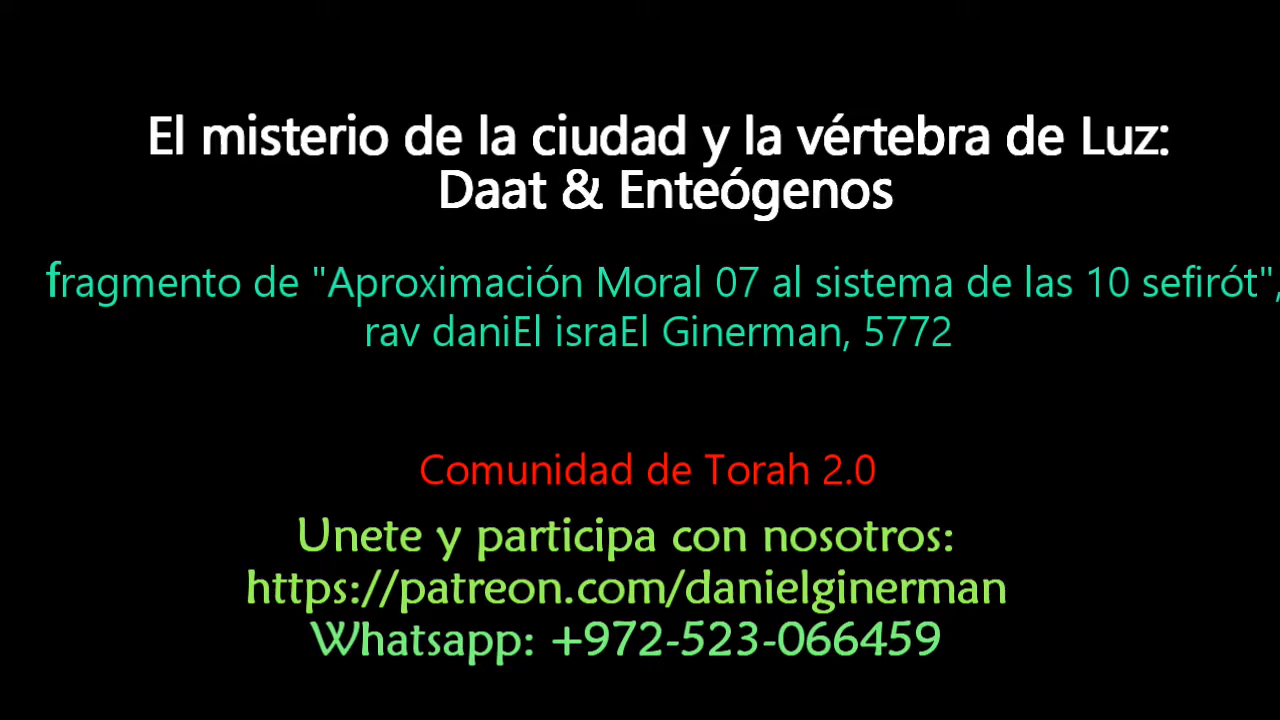 El misterio de la ciudad y la vértebra de Luz:
Daat & Enteógenos
fragmento de "Aproximación Moral 07 al sistema de las 10 sefirót",
rav daniEl israEl Ginerman, 5772
Comunidad de Torah 2.0
Unete y participa con nosotros:
https://patreon.com/danielginerman
Whatsapp: +972-523-066459